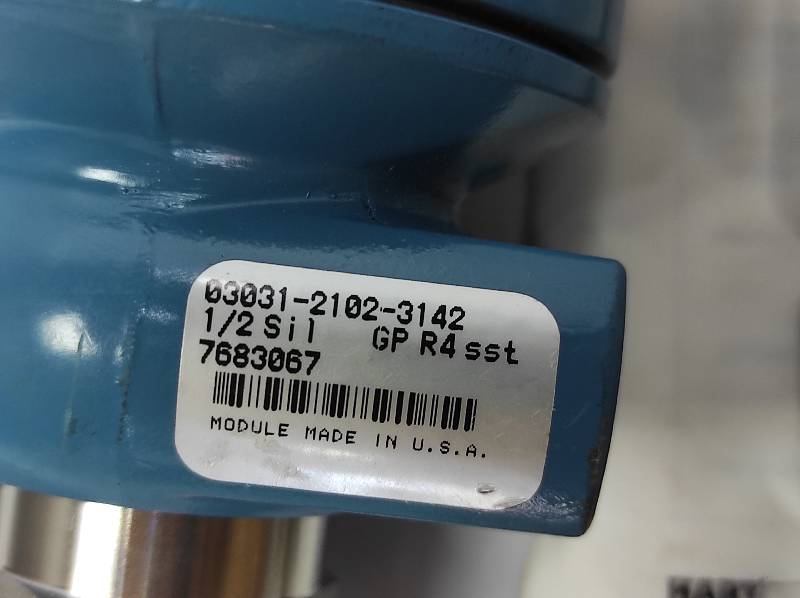 03031-2102-3142
1/2 Sil GP R4 sst
7683067
MODULE MADE IN U.S.A.